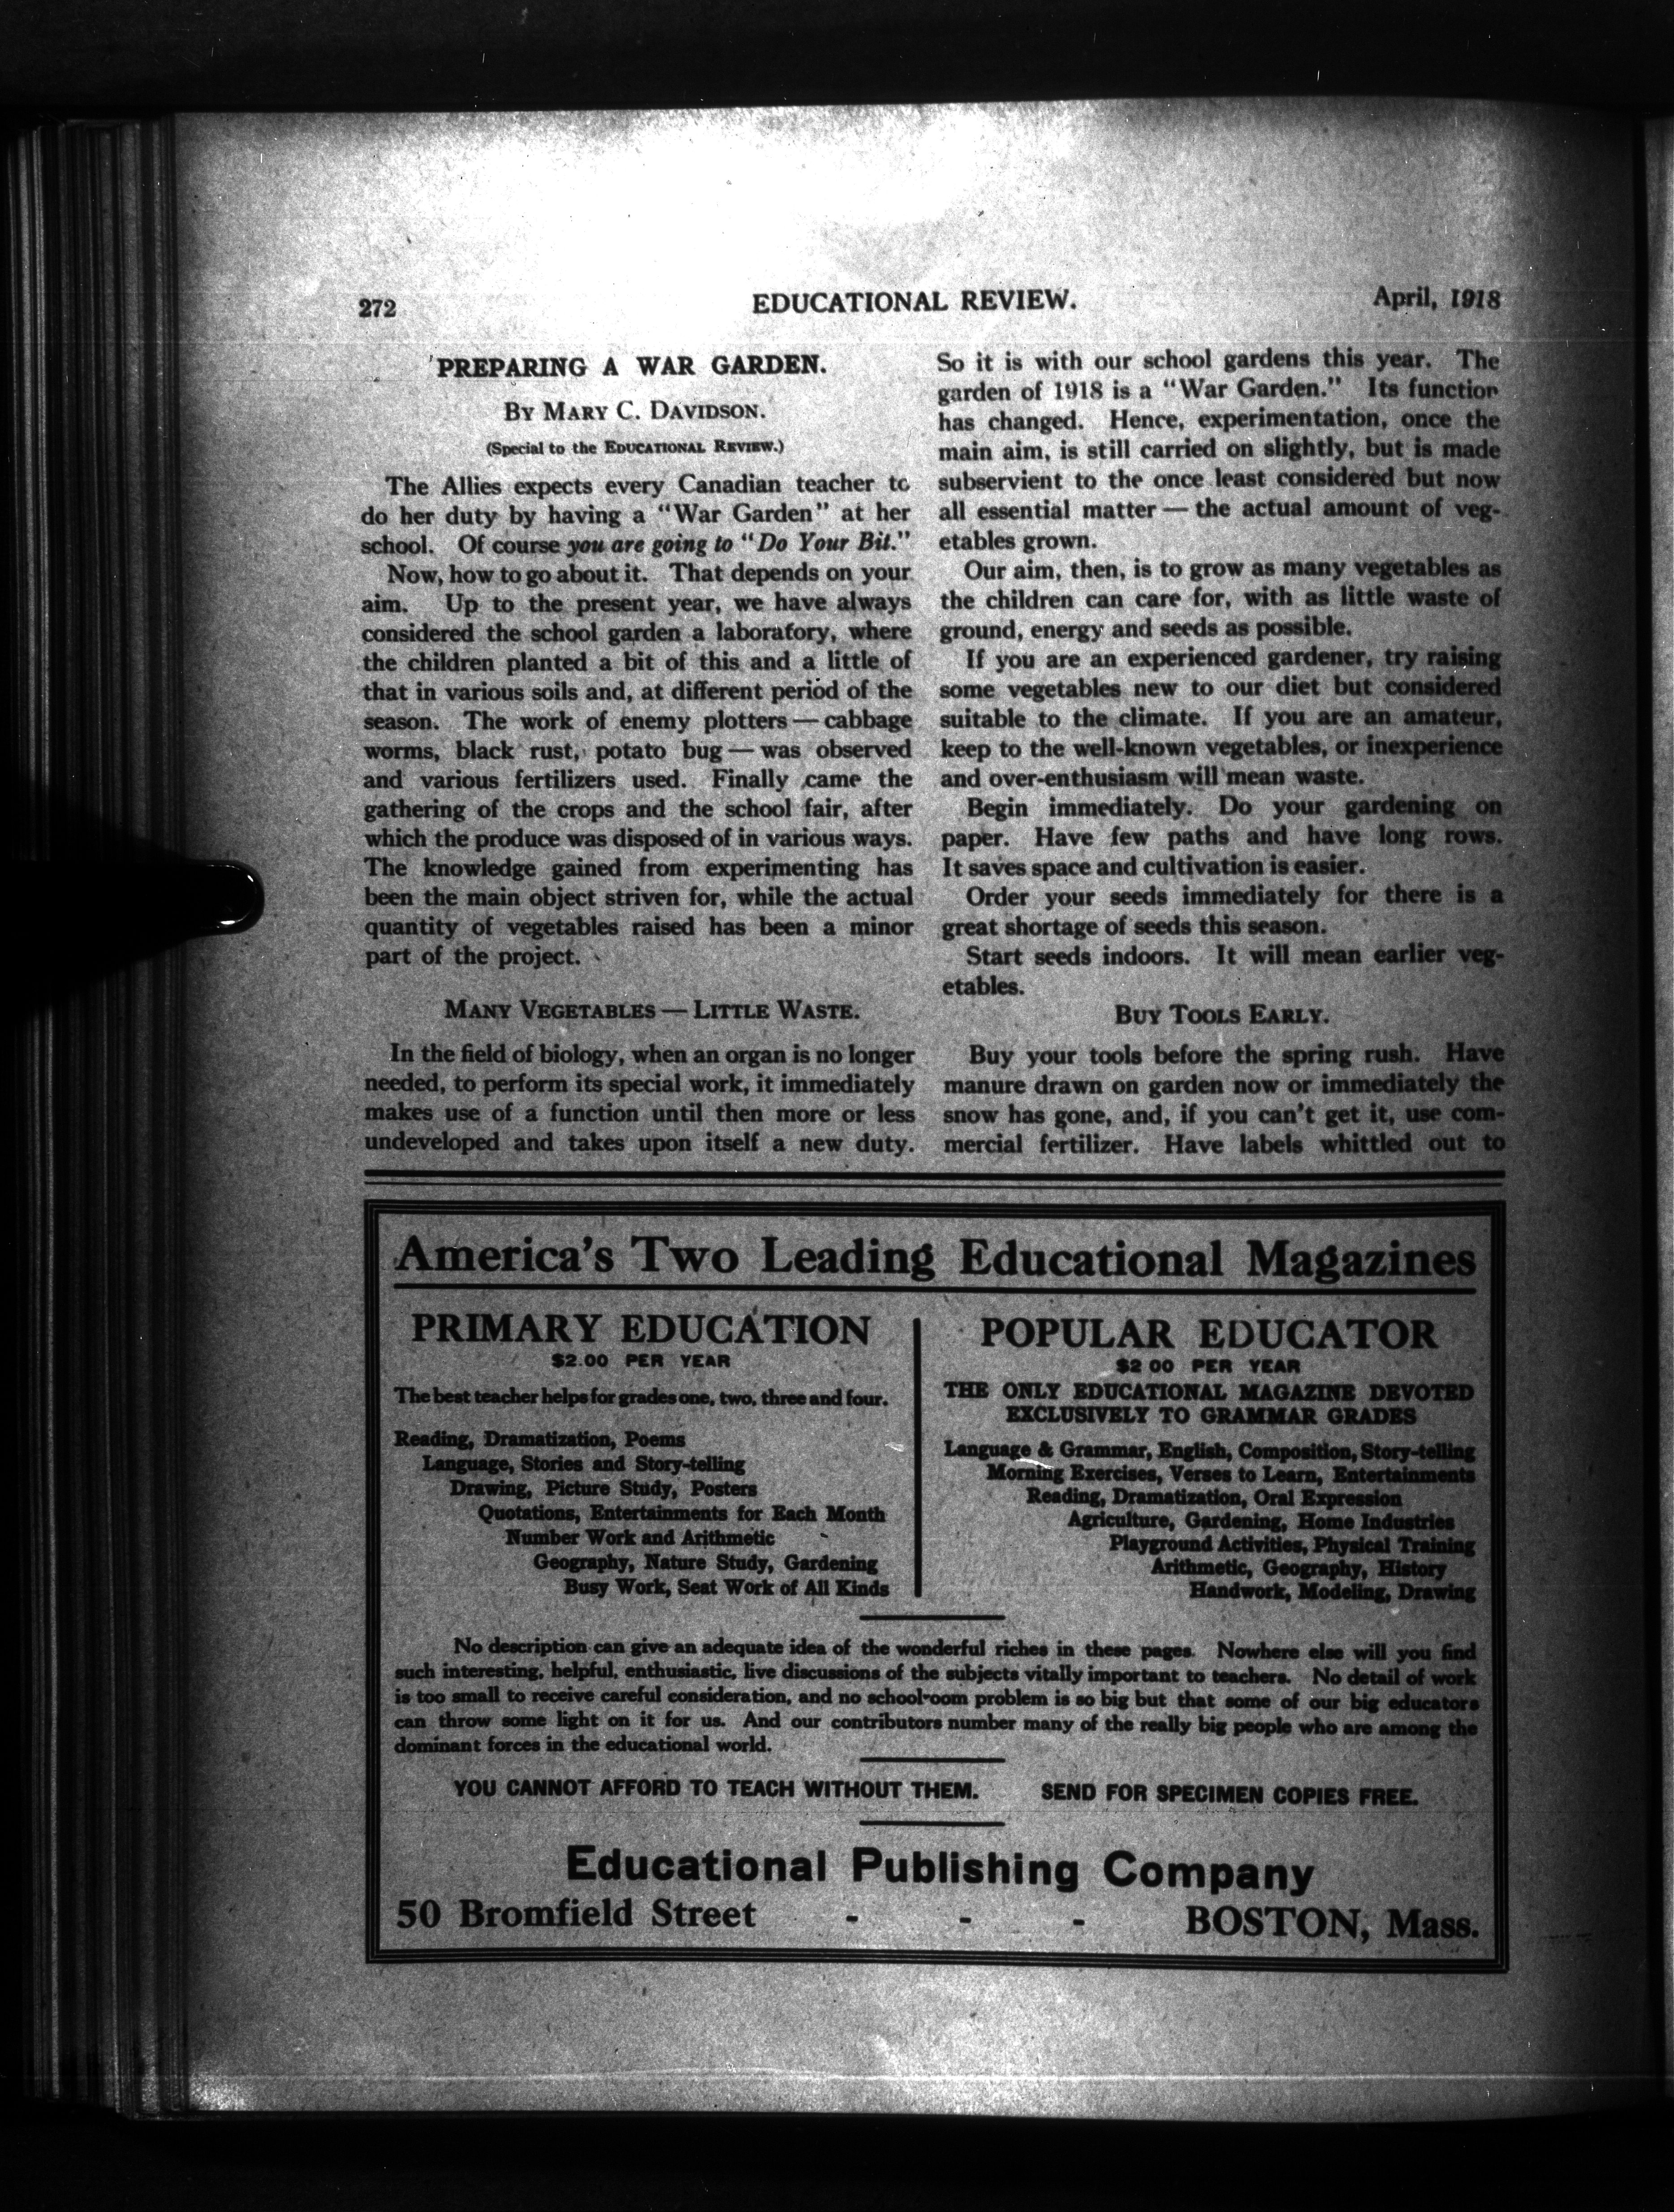 272
EDUCATIONAL REVIEW.
April, 1918
PREPARING A WAR GARDEN.
By Mary C. Davidson.
(Special to the Educational Review.)
The Allies expects every Canadian teacher to
do her duty by having a "War Garden" at her
school. Of course you are going to "Do Your Bit."
Now, how to go about it. That depends on your
aim. Up to the present year, we have always
considered the school garden a laboratory, where
the children planted a bit of this and a little of
that in various soils and, at different period of the
season. The work of enemy plotters — cabbage
worms, black rust, potato bug — was observed
and various fertilizers used. Finally came the
gathering of the crops and the school fair, after
which the produce was disposed of in various ways.
The knowledge gained from experimenting has
been the main object striven for, while the actual
quantity of vegetables raised has been a minor
part of the project.
Many Vegetables — Little Waste.
In the field of biology, when an organ is no longer
needed, to perform its special work, it immediately
makes use of a function until then more or less
undeveloped and takes upon itself a new duty.
So it is with our school gardens this year. The
garden of 1918 is a "War Garden." Its function
has changed. Hence, experimentation, once the
main aim, is still carried on slightly, but is made
subservient to the once least considered but now
all essential matter — the actual amount of veg-
etables grown.
Our aim, then, is to grow as many vegetables as
the children can care for, with as little waste of
ground, energy and seeds as possible.
If you are an experienced gardener, try raising
some vegetables new to our diet but considered
suitable to the climate. If you are an amateur,
keep to the well-known vegetables, or inexperience
and over-enthusiasm will mean waste.
Begin immediately. Do your gardening on
paper. Have few paths and have long rows.
It saves space and cultivation is easier.
Order your seeds immediately for there is a
great shortage of seeds this season.
Start seeds indoors. It will mean earlier veg-
etables.
Buy Tools Early.
Buy your tools before the spring rush. Have
manure drawn on garden now or immediately the
snow has gone, and, if you can't get it, use com-
mercial fertilizer. Have labels whittled out to
America's Two Leading Educational Magazines
PRIMARY EDUCATION
$2.00 PER YEAR
The best teacher helps for grades one, two, three and four.
Reading, Dramatization, Poems
Language, Stories and Story-telling
Drawing, Picture Study, Posters
Quotations, Entertainments for Each Month
Number Work and Arithmetic
Geography, Nature Study, Gardening
Busy Work, Seat Work of All Kinds
POPULAR EDUCATOR
$2 00 PER YEAR
THE ONLY EDUCATIONAL MAGAZINE DEVOTED
EXCLUSIVELY TO GRAMMAR GRADES
Language & Grammar, English, Composition, Story-telling
Morning Exercises, Verses to Learn, Entertainments
Reading, Dramatization, Oral Expression
Agriculture, Gardening, Home Industries
Playground Activities, Physical Training
Arithmetic, Geography, History
Handwork, Modeling, Drawing
No description can give an adequate idea of the wonderful riches in these pages. Nowhere else will you find
such interesting, helpful, enthusiastic, live discussions of the subjects vitally important to teachers. No detail of work
is too small to receive careful consideration, and no schoolroom problem is so big but that some of our big educators
can throw some light on it for us. And our contributors number many of the really big people who are among the
dominant forces in the educational world.
YOU CANNOT AFFORD TO TEACH WITHOUT THEM. SEND FOR SPECIMEN COPIES FREE.
Educational Publishing Company
50 Bromfield Street - - - BOSTON, Mass.